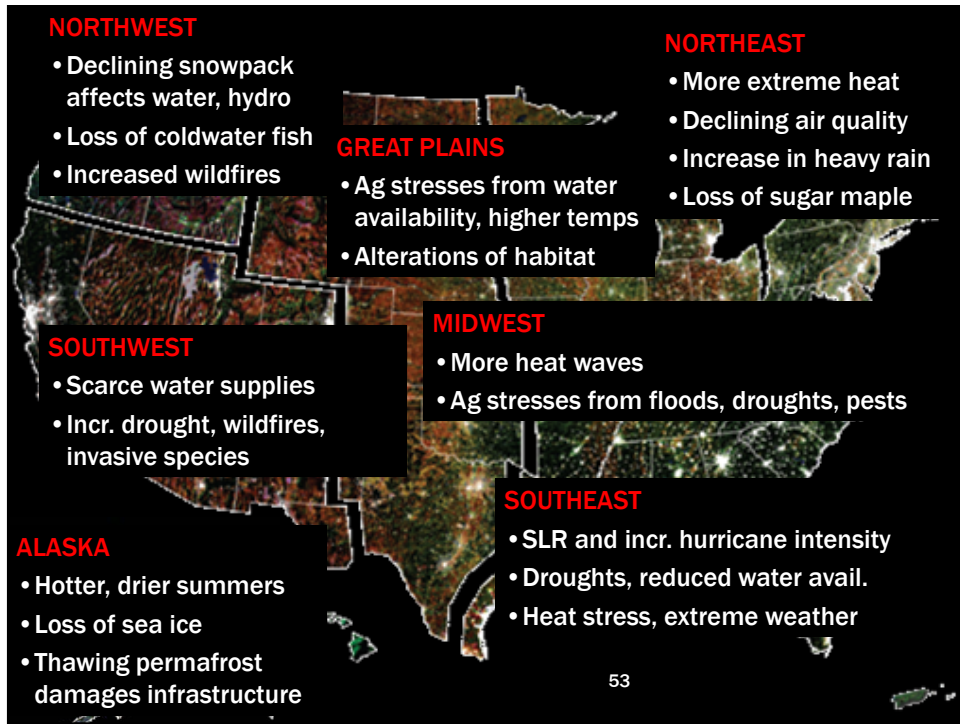 NORTHWEST
•Declining snowpack
affects water, hydro
•Loss of coldwater fish
•Increased wildfires
NORTHEAST
•More extreme heat
•Declining air quality
•Increase in heavy rain
•Loss of sugar maple
GREAT PLAINS
•Ag stresses from water
availability, higher temps
•Alterations of habitat
MIDWEST
•More heat waves
•Ag stresses from floods, droughts, pests
SOUTHWEST
•Scarce water supplies
•Incr. drought, wildfires,
invasive species
SOUTHEAST
•SLR and incr. hurricane intensity
•Droughts, reduced water avail.
•Heat stress, extreme weather
ALASKA
•Hotter, drier summers
•Loss of sea ice
•Thawing permafrost
damages infrastructure
53